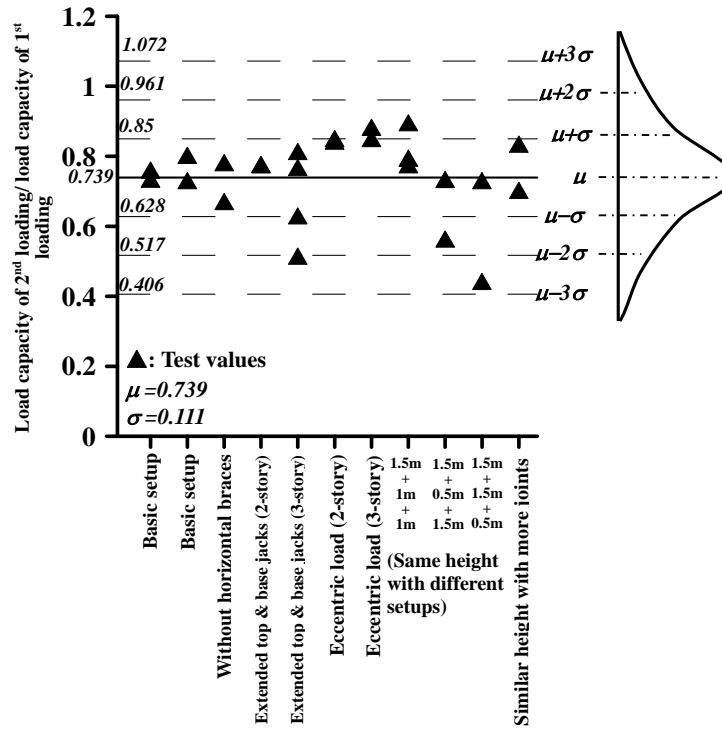 Load capacity of 2nd loading/ load capacity of 1st
loading
1.2
1
0.8
0.6
0.4
0.2
0
1.072
0.961
0.85
0.739
0.628
0.517
0.406
▲: Test values
μ=0.739
σ=0.111
μ+3σ
μ+2σ
μ+σ
μ
μ−σ
μ−2σ
μ−3σ
Basic setup
Basic setup
Without horizontal braces
Extended top & base jacks (2-story)
Extended top & base jacks (3-story)
Eccentric load (2-story)
Eccentric load (3-story)
1.5m
+
1m
+
1m
1.5m
+
0.5m
+
1.5m
1.5m
+
1.5m
+
0.5m
(Same height
with different
setups)
Similar height with more ioints